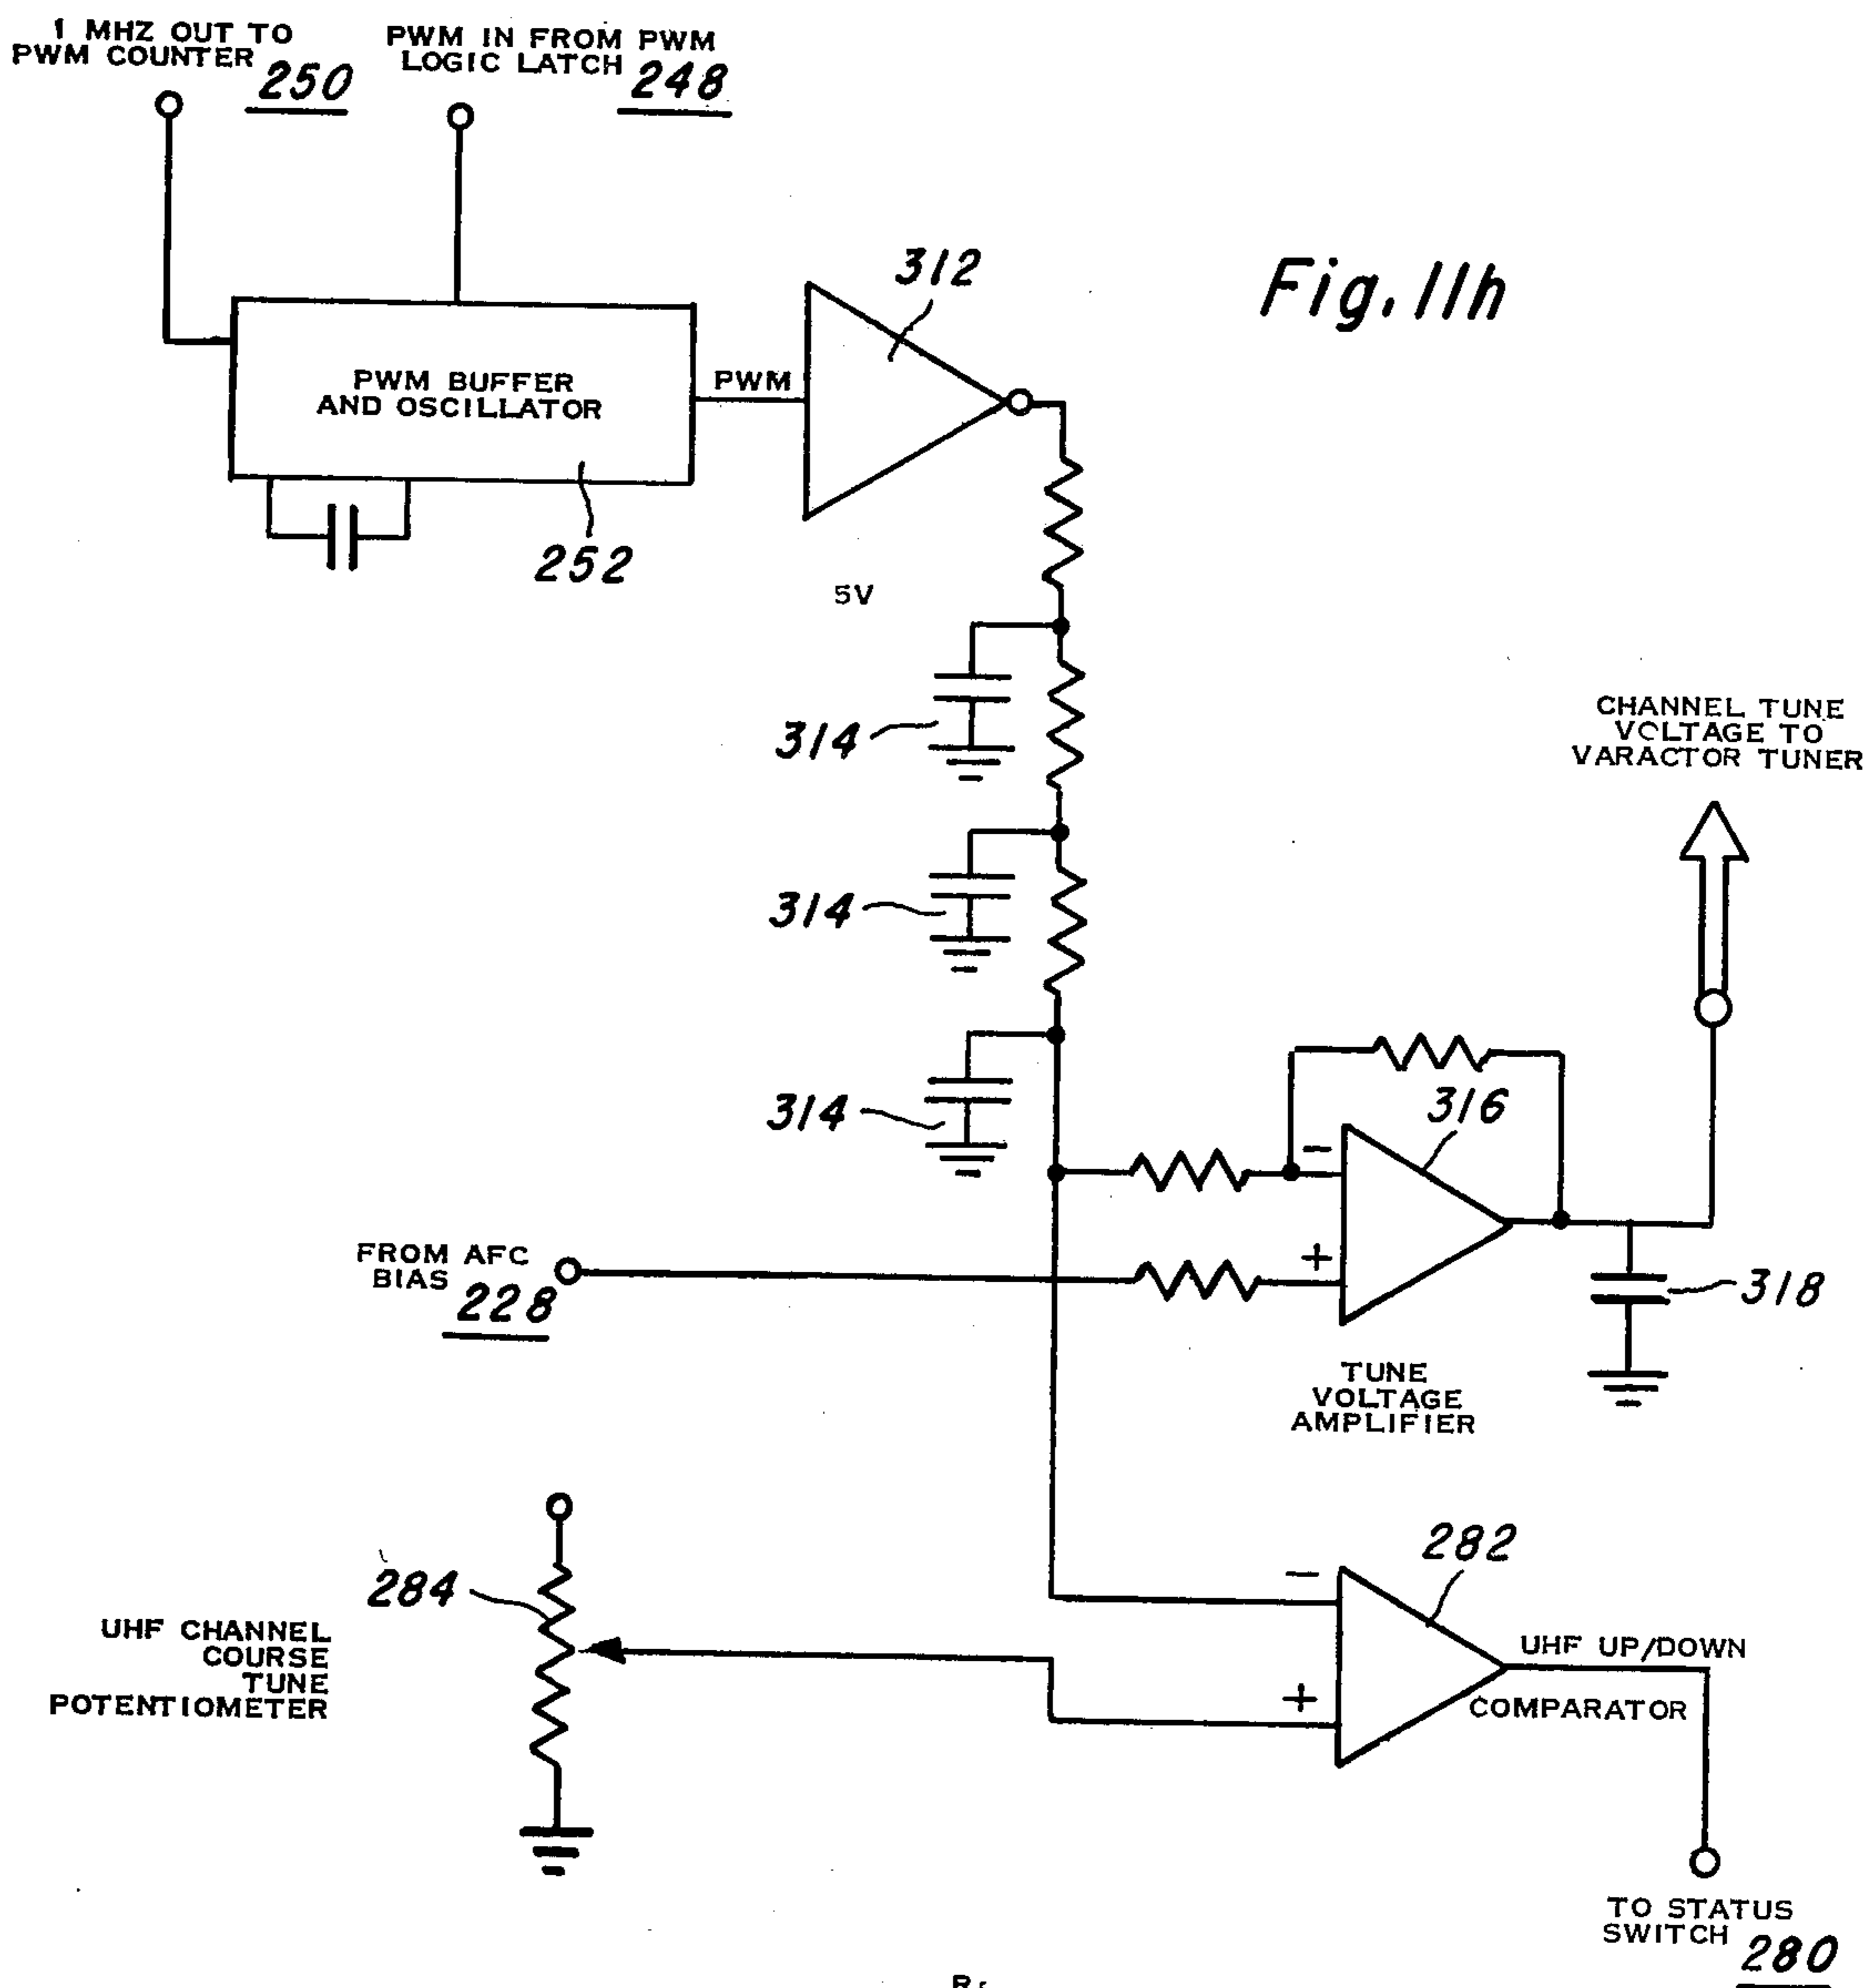 1 MHZ OUT TO
PWM COUNTER 250
PWM IN FROM PWM
LOGIC LATCH 248
312
Fig. 11h
PWM BUFFER
AND OSCILLATOR
PWM
252
5V
314
CHANNEL TUNE
VOLTAGE TO
VARACTOR TUNER
314
314
316
-
FROM AFC
BIAS 228
+
318
TUNE
VOLTAGE
AMPLIFIER
284
282
-
UHF CHANNEL
COURSE
TUNE
POTENTIOMETER
UHF UP/DOWN
+
COMPARATOR
TO STATUS
SWITCH 280